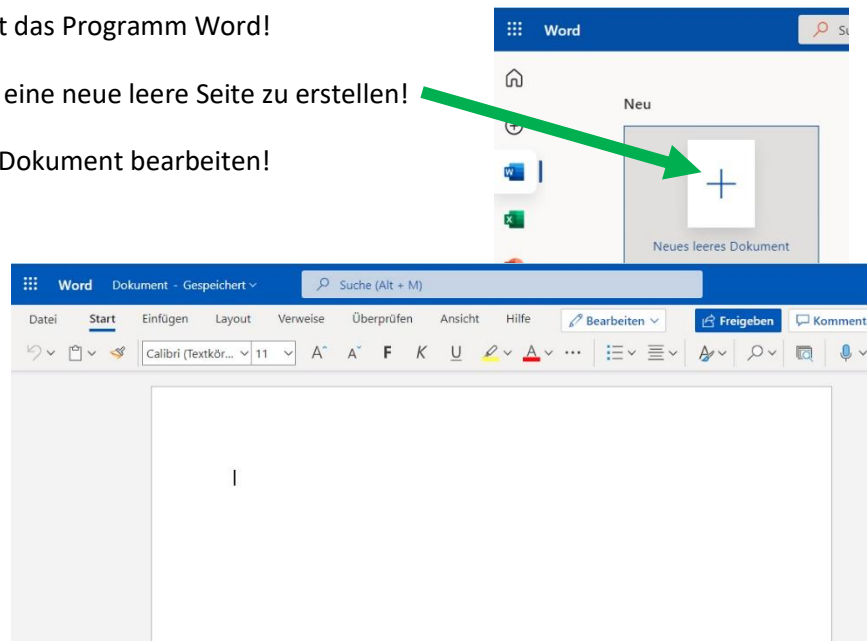 t das Programm Word!
eine neue leere Seite zu erstellen!
Dokument bearbeiten!
Word
Neu
Neues leeres Dokument
Word Dokument - Gespeichert Suche (Alt + M)
Datei Start Einfügen Layout Verweise Überprüfen Ansicht Hilfe Bearbeiten Freigeben Komment
Calibri (Textkör... 11 A A F K U A ...